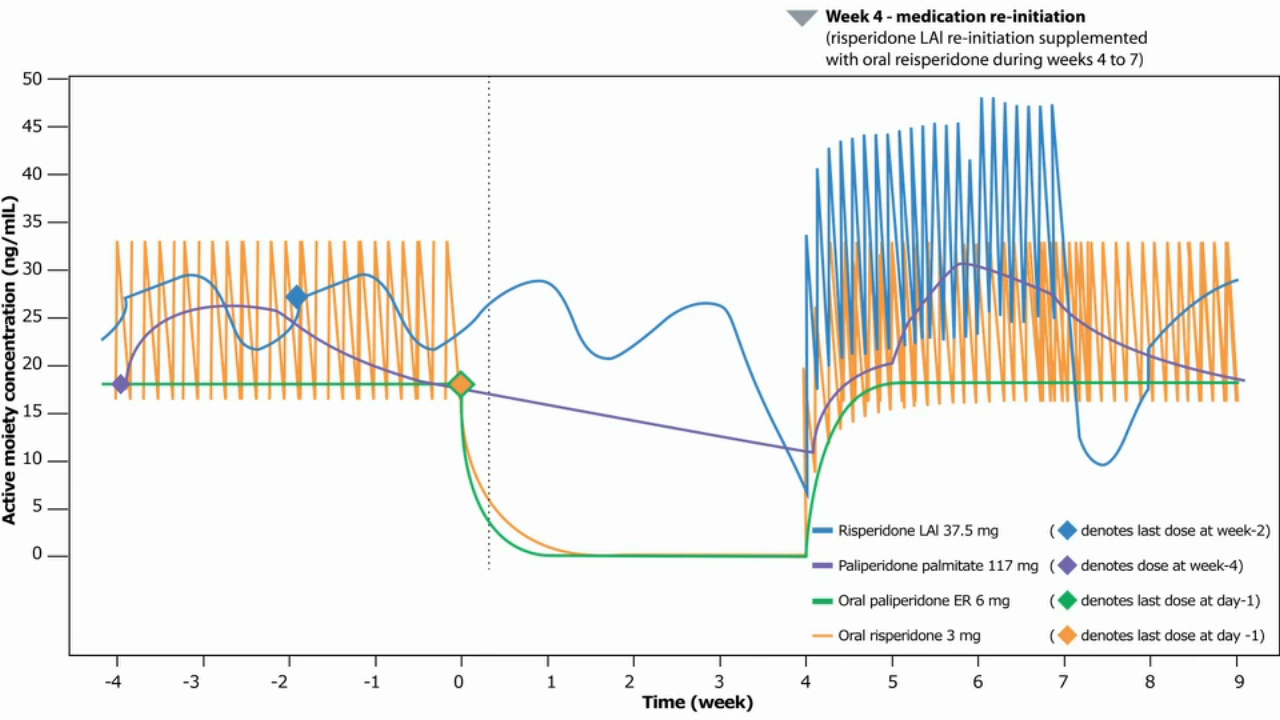 Week 4 - medication re-initiation
(risperidone LAI re-initiation supplemented
with oral reisperidone during weeks 4 to 7)
Active moiety concentration (ng/mlL)
50
45
40
35
30
25
20
15
10
5
0
Risperidone LAI 37.5 mg (◆ denotes last dose at week-2)
Paliperidone palmitate 117 mg (◆ denotes dose at week-4)
Oral paliperidone ER 6 mg (◆ denotes last dose at day-1)
Oral risperidone 3 mg (◆ denotes last dose at day -1)
-4 -3 -2 -1 0 1 2 3 4 5 6 7 8 9
Time (week)